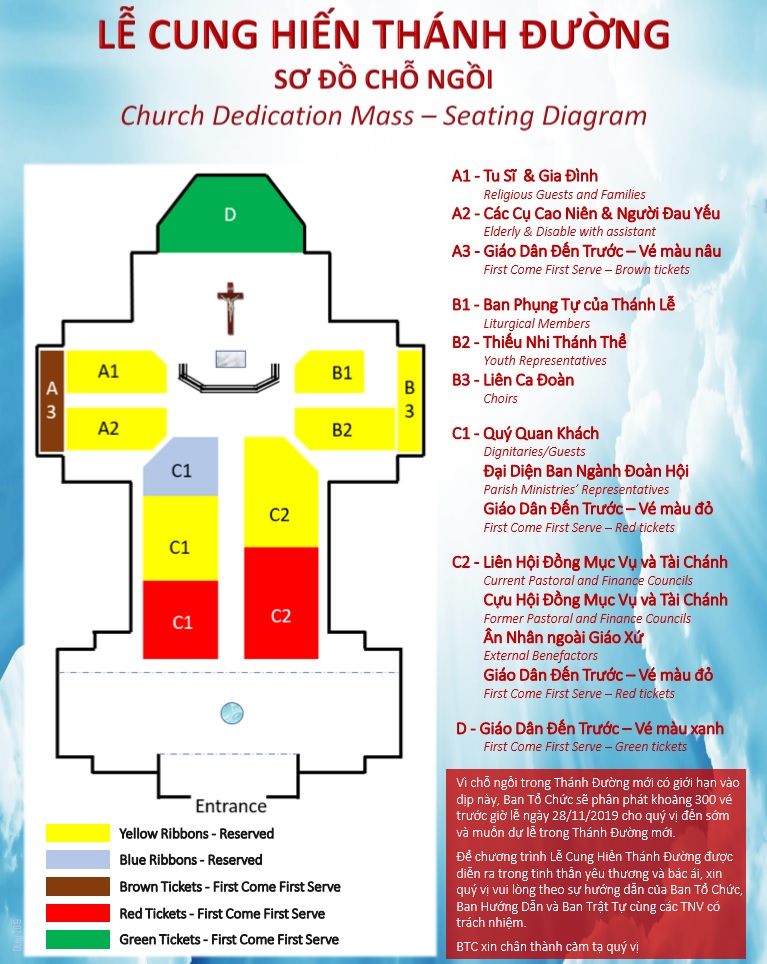 LỄ CUNG HIẾN THÁNH ĐƯỜNG
SƠ ĐỒ CHỖ NGỒI
Church Dedication Mass – Seating Diagram
D
A1
A2
A
3
B1
B2
B
3
C1
C1
C1
C2
C2
Entrance
Yellow Ribbons - Reserved
Blue Ribbons - Reserved
Brown Tickets - First Come First Serve
Red Tickets - First Come First Serve
Green Tickets - First Come First Serve
A1 - Tu Sĩ & Gia Đình
Religious Guests and Families
A2 - Các Cụ Cao Niên & Người Đau Yếu
Elderly & Disable with assistant
A3 - Giáo Dân Đến Trước – Vé màu nâu
First Come First Serve – Brown tickets
B1 - Ban Phụng Tự của Thánh Lễ
Liturgical Members
B2 - Thiếu Nhi Thánh Thể
Youth Representatives
B3 - Liên Ca Đoàn
Choirs
C1 - Quý Quan Khách
Dignitaries/Guests
Đại Diện Ban Ngành Đoàn Hội
Parish Ministries’ Representatives
Giáo Dân Đến Trước – Vé màu đỏ
First Come First Serve – Red tickets
C2 - Liên Hội Đồng Mục Vụ và Tài Chánh
Current Pastoral and Finance Councils
Cựu Hội Đồng Mục Vụ và Tài Chánh
Former Pastoral and Finance Councils
Ân Nhân ngoài Giáo Xứ
External Benefactors
Giáo Dân Đến Trước – Vé màu đỏ
First Come First Serve – Red tickets
D - Giáo Dân Đến Trước – Vé màu xanh
First Come First Serve – Green tickets
Vì chỗ ngồi trong Thánh Đường mới có giới hạn vào
dịp này, Ban Tổ Chức sẽ phân phát khoảng 300 vé
trước giờ lễ ngày 28/11/2019 cho quý vị đến sớm
và muốn dự lễ trong Thánh Đường mới.
Để chương trình Lễ Cung Hiến Thánh Đường được
diễn ra trong tinh thần yêu thương và bác ái, xin
quý vị vui lòng theo sự hướng dẫn của Ban Tổ Chức,
Ban Hướng Dẫn và Ban Trật Tự cùng các TNV có
trách nhiệm.
BTC xin chân thành cảm tạ quý vị